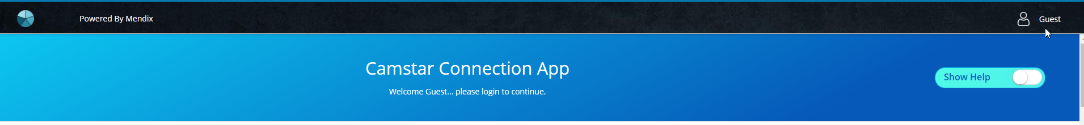 Powered By Mendix
Guest
Camstar Connection App
Show Help
Welcome Guest... please login to continue.